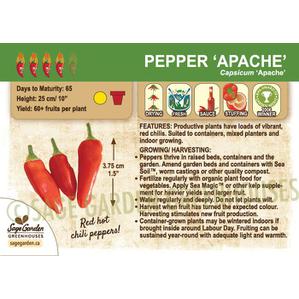 PEPPER 'APACHE'
Capsicum 'Apache'
Days to Maturity: 65
Height: 25 cm/ 10"
Yield: 60+ fruits per plant
DRYING
FRESH
SAUCE
STUFFING
WINNER
FEATURES: Productive plants have loads of vibrant,
red chilis. Suited to containers, mixed planters and
indoor growing.
GROWING/ HARVESTING:
• Peppers thrive in raised beds, containers and the
garden. Amend garden beds and containers with Sea
Soil™, worm castings or other quality compost.
• Fertilize regularly with organic plant food for
vegetables. Apply Sea Magic™ or other kelp supple-
ment for heavier yields and larger fruit.
• Water regularly and deeply. Do not let plants wilt.
• Harvest when fruit has turned the expected colour.
Harvesting stimulates new fruit production.
• Container-grown plants may be wintered indoors if
brought inside around Labour Day. Fruiting can be
sustained year-round with adequate light and warmth.
3.75 cm
1.5"
Red hot
chili peppers!
Sage Garden
GREENHOUSES
sagegarden.ca